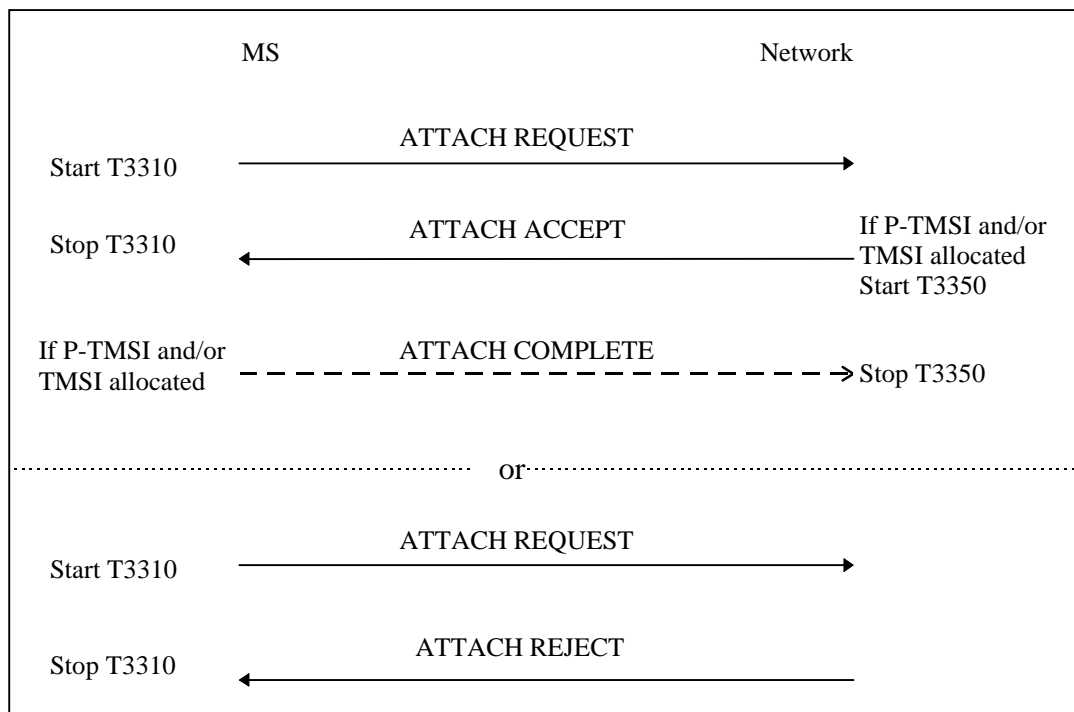 MS
Network
ATTACH REQUEST
Start T3310
ATTACH ACCEPT
Stop T3310
If P-TMSI and/or
TMSI allocated
Start T3350
If P-TMSI and/or
TMSI allocated
ATTACH COMPLETE
Stop T3350
or
ATTACH REQUEST
Start T3310
ATTACH REJECT
Stop T3310